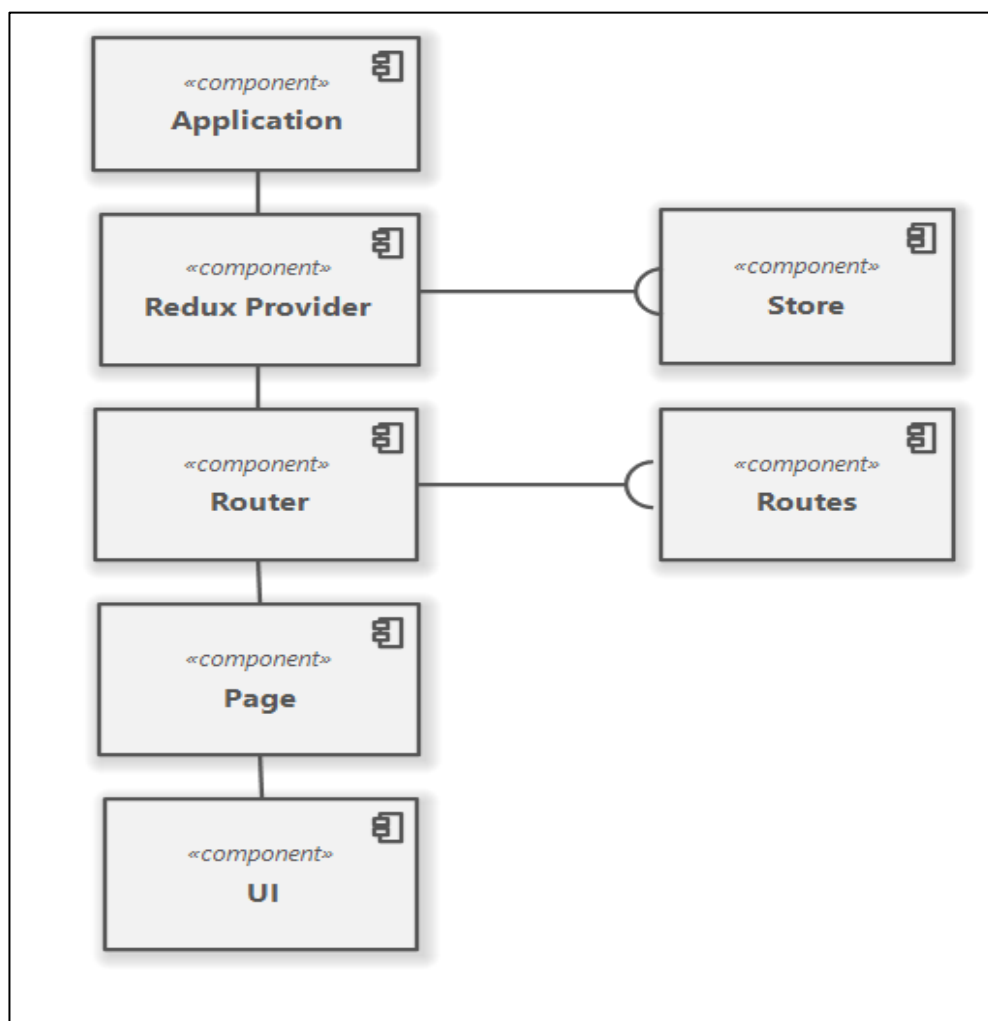 «component»
Application
«component»
Redux Provider
«component»
Store
«component»
Router
«component»
Routes
«component»
Page
«component»
UI